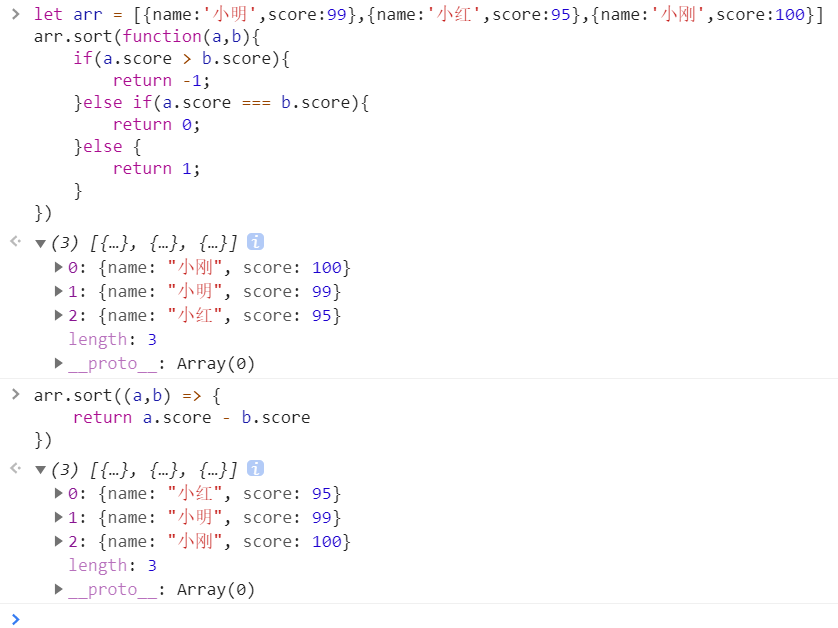 let arr = [{name:'小明',score:99},{name:'小红',score:95},{name:'小刚',score:100}]
arr.sort(function(a,b){
    if(a.score > b.score){
        return -1;
    }else if(a.score === b.score){
        return 0;
    }else {
        return 1;
    }
})
(3) [{…}, {…}, {…}] i
0: {name: "小刚", score: 100}
1: {name: "小明", score: 99}
2: {name: "小红", score: 95}
length: 3
__proto__: Array(0)
arr.sort((a,b) => {
    return a.score - b.score
})
(3) [{…}, {…}, {…}] i
0: {name: "小红", score: 95}
1: {name: "小明", score: 99}
2: {name: "小刚", score: 100}
length: 3
__proto__: Array(0)